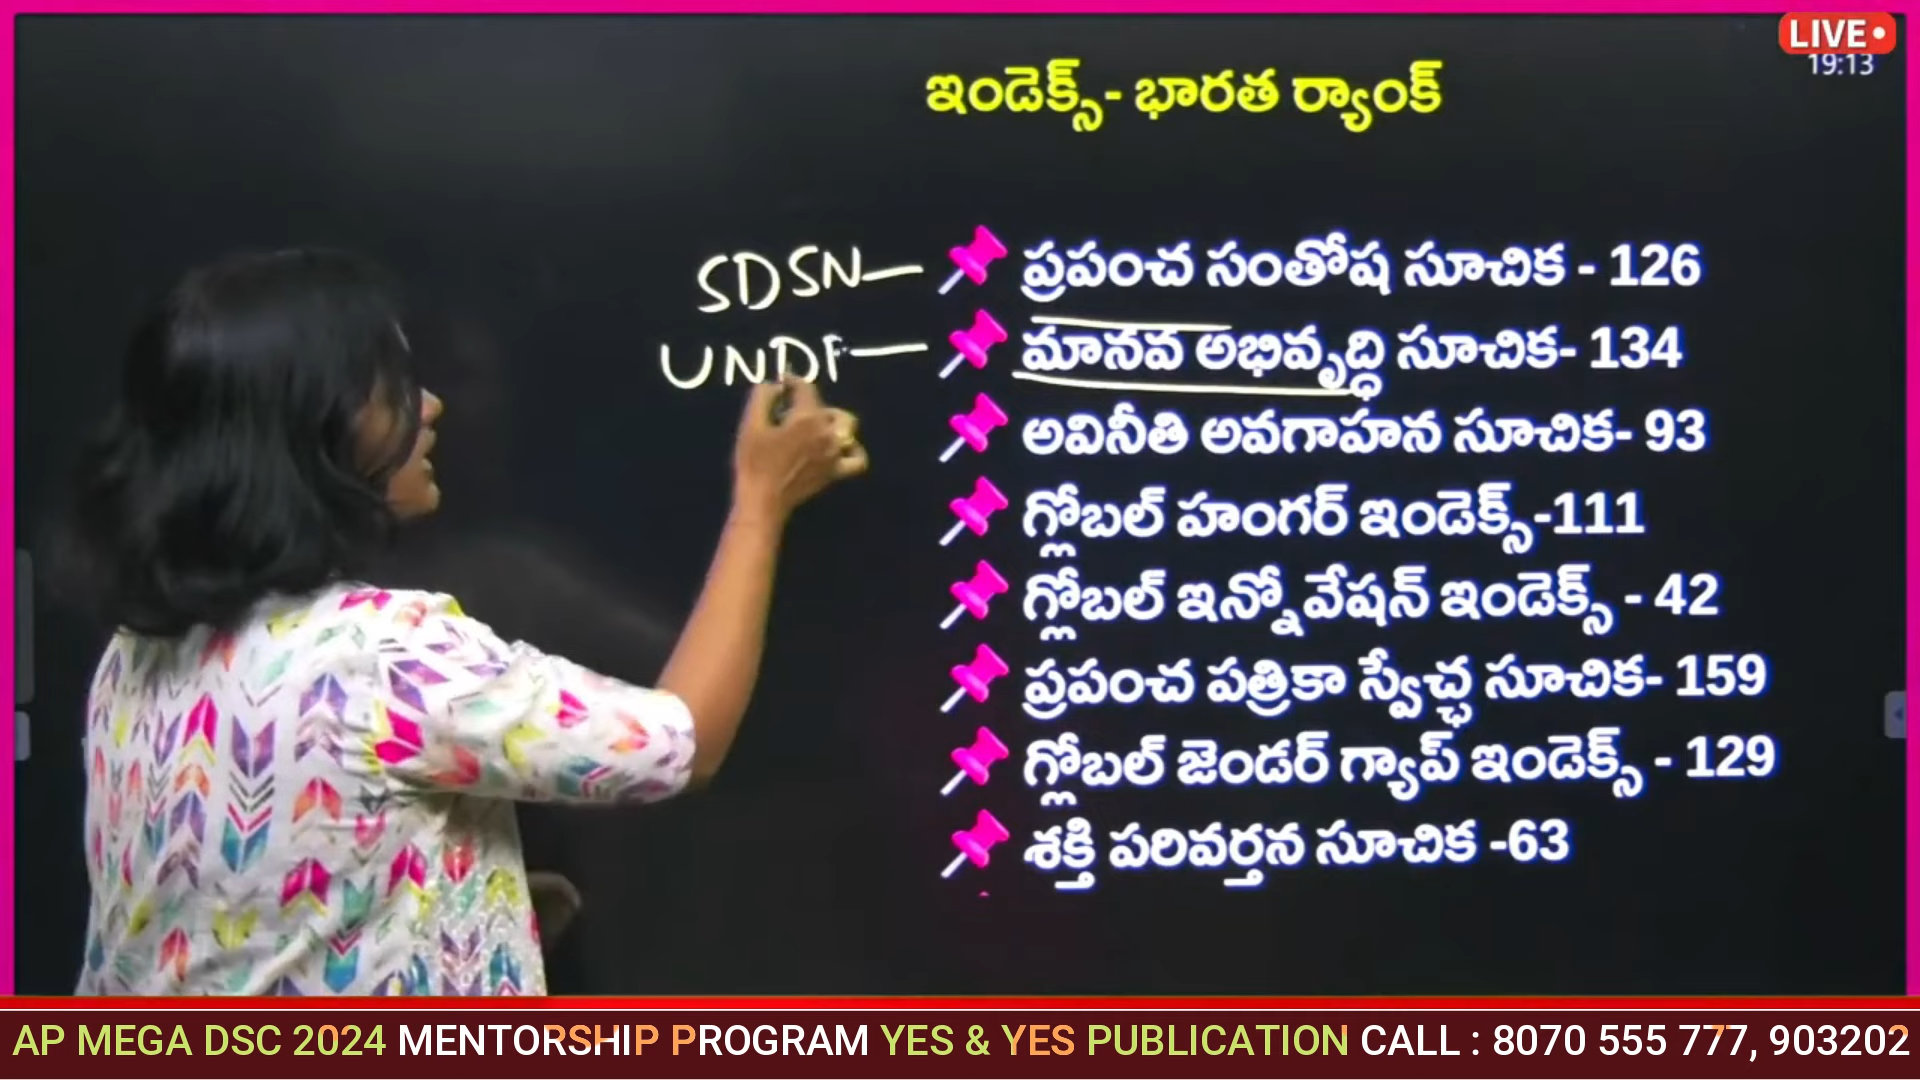 LIVE
19:13
ఇండెక్స్- భారత ర్యాంక్
SDSN— ప్రపంచ సంతోష సూచిక - 126
UNDP— మానవ అభివృద్ధి సూచిక- 134
అవినీతి అవగాహన సూచిక- 93
గ్లోబల్ హంగర్ ఇండెక్స్-111
గ్లోబల్ ఇన్నోవేషన్ ఇండెక్స్ - 42
ప్రపంచ పత్రికా స్వేచ్ఛ సూచిక- 159
గ్లోబల్ జెండర్ గ్యాప్ ఇండెక్స్ - 129
శక్తి పరివర్తన సూచిక -63
AP MEGA DSC 2024 MENTORSHIP PROGRAM YES & YES PUBLICATION CALL : 8070 555 777, 903202